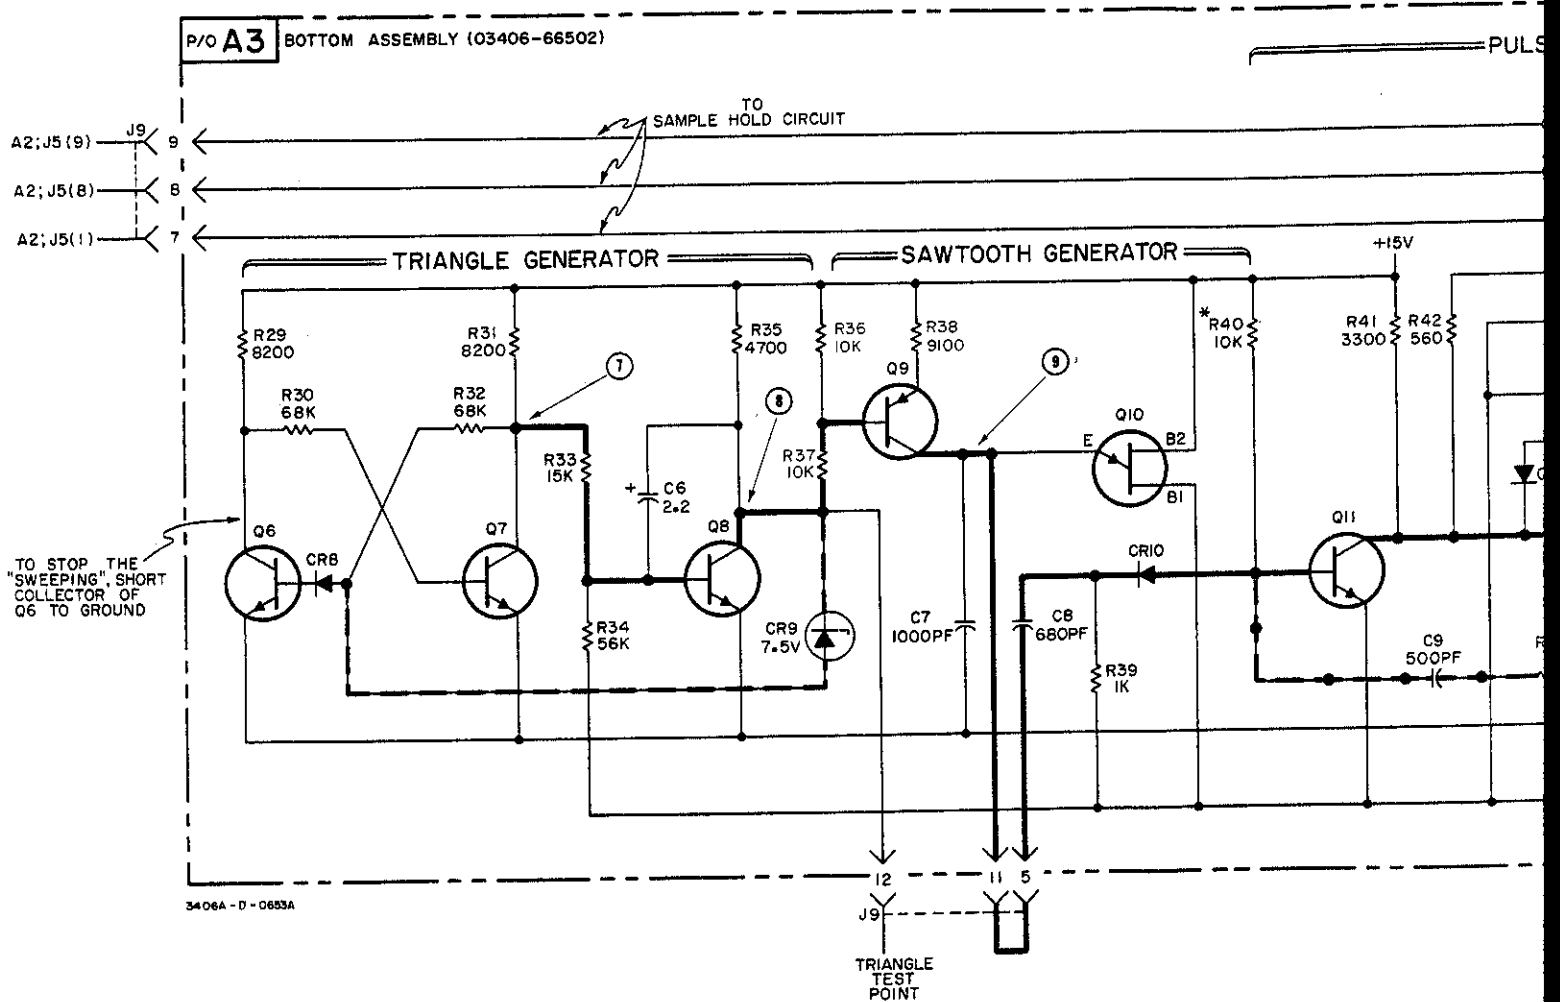 P/O A3 BOTTOM ASSEMBLY (03406-66502)
PULS
TO
SAMPLE HOLD CIRCUIT
J9
A2;J5(9) 9
A2;J5(8) 8
A2;J5(1) 7
TRIANGLE GENERATOR
SAWTOOTH GENERATOR
+15V
R29
8200
R31
8200
R35
4700
R36
10K
R38
9100
*R40
10K
R41
3300
R42
560
7
9
8
R30
68K
R32
68K
Q9
Q10
E
B2
B1
R33
15K
+ C6
2.2
R37
10K
Q6
CR8
Q7
Q8
CR10
Q11
TO STOP THE
"SWEEPING", SHORT
COLLECTOR OF
Q6 TO GROUND
R34
56K
CR9
7.5V
C7
1000PF
C8
680PF
R39
1K
C9
500PF
12
11
5
3406A-D-0653A
J9
TRIANGLE
TEST
POINT